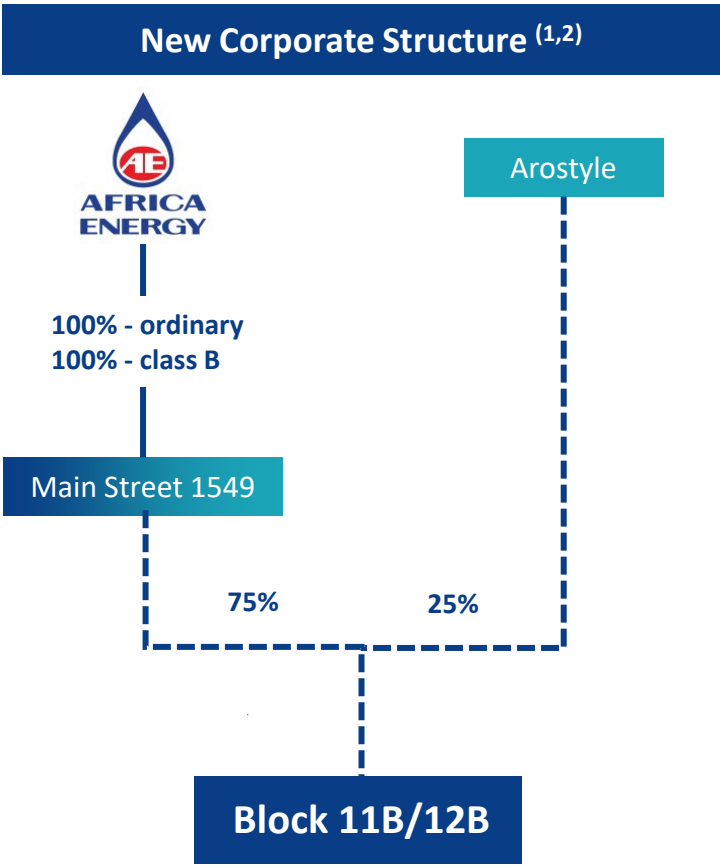 New Corporate Structure (1,2)
AE
AFRICA
ENERGY
Arostyle
100% - ordinary
100% - class B
Main Street 1549
75%
25%
Block 11B/12B